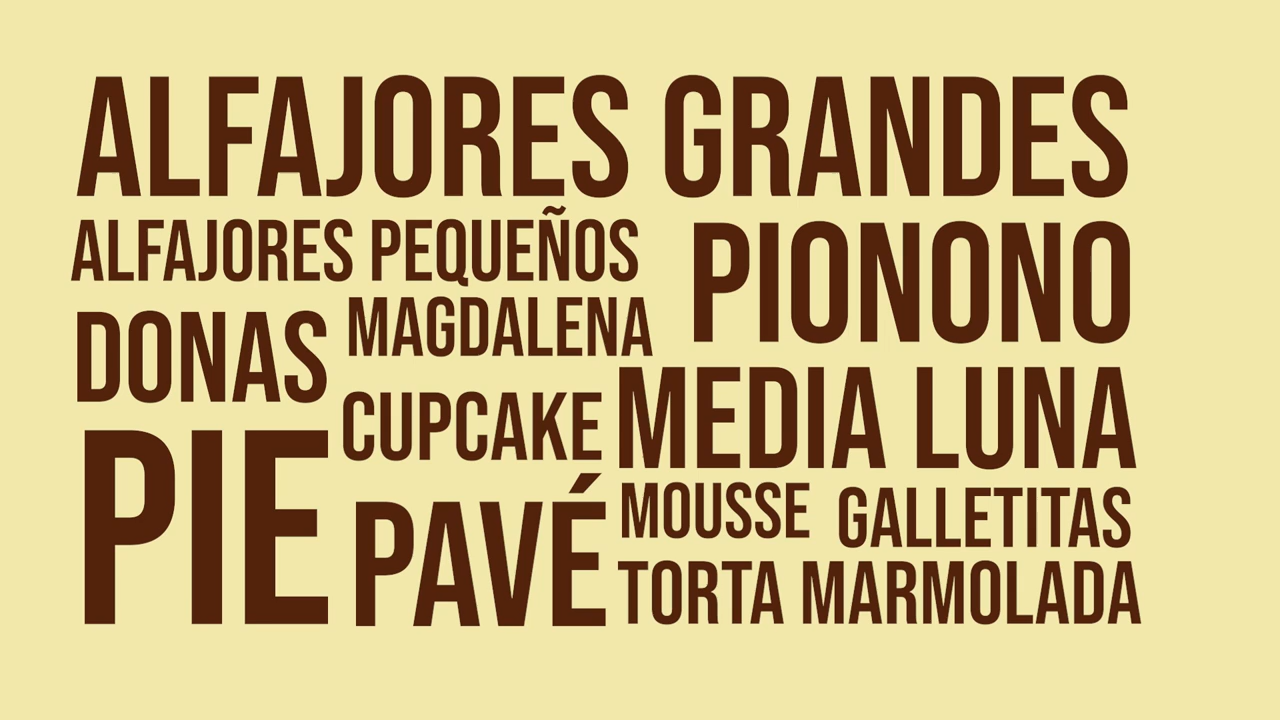 ALFAJORES GRANDES
ALFAJORES PEQUEÑOS
PIONONO
DONAS
MAGDALENA
CUPCAKE
MEDIA LUNA
PIE
PAVÉ
MOUSSE
GALLETITAS
TORTA MARMOLADA